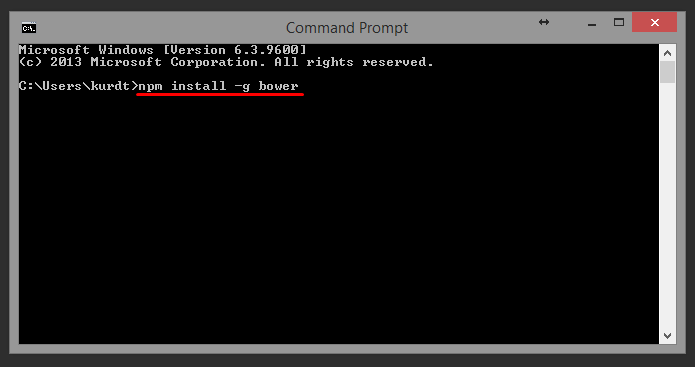 Command Prompt
Microsoft Windows [Version 6.3.9600]
(c) 2013 Microsoft Corporation. All rights reserved.
C:\Users\kurdt>npm install -g bower